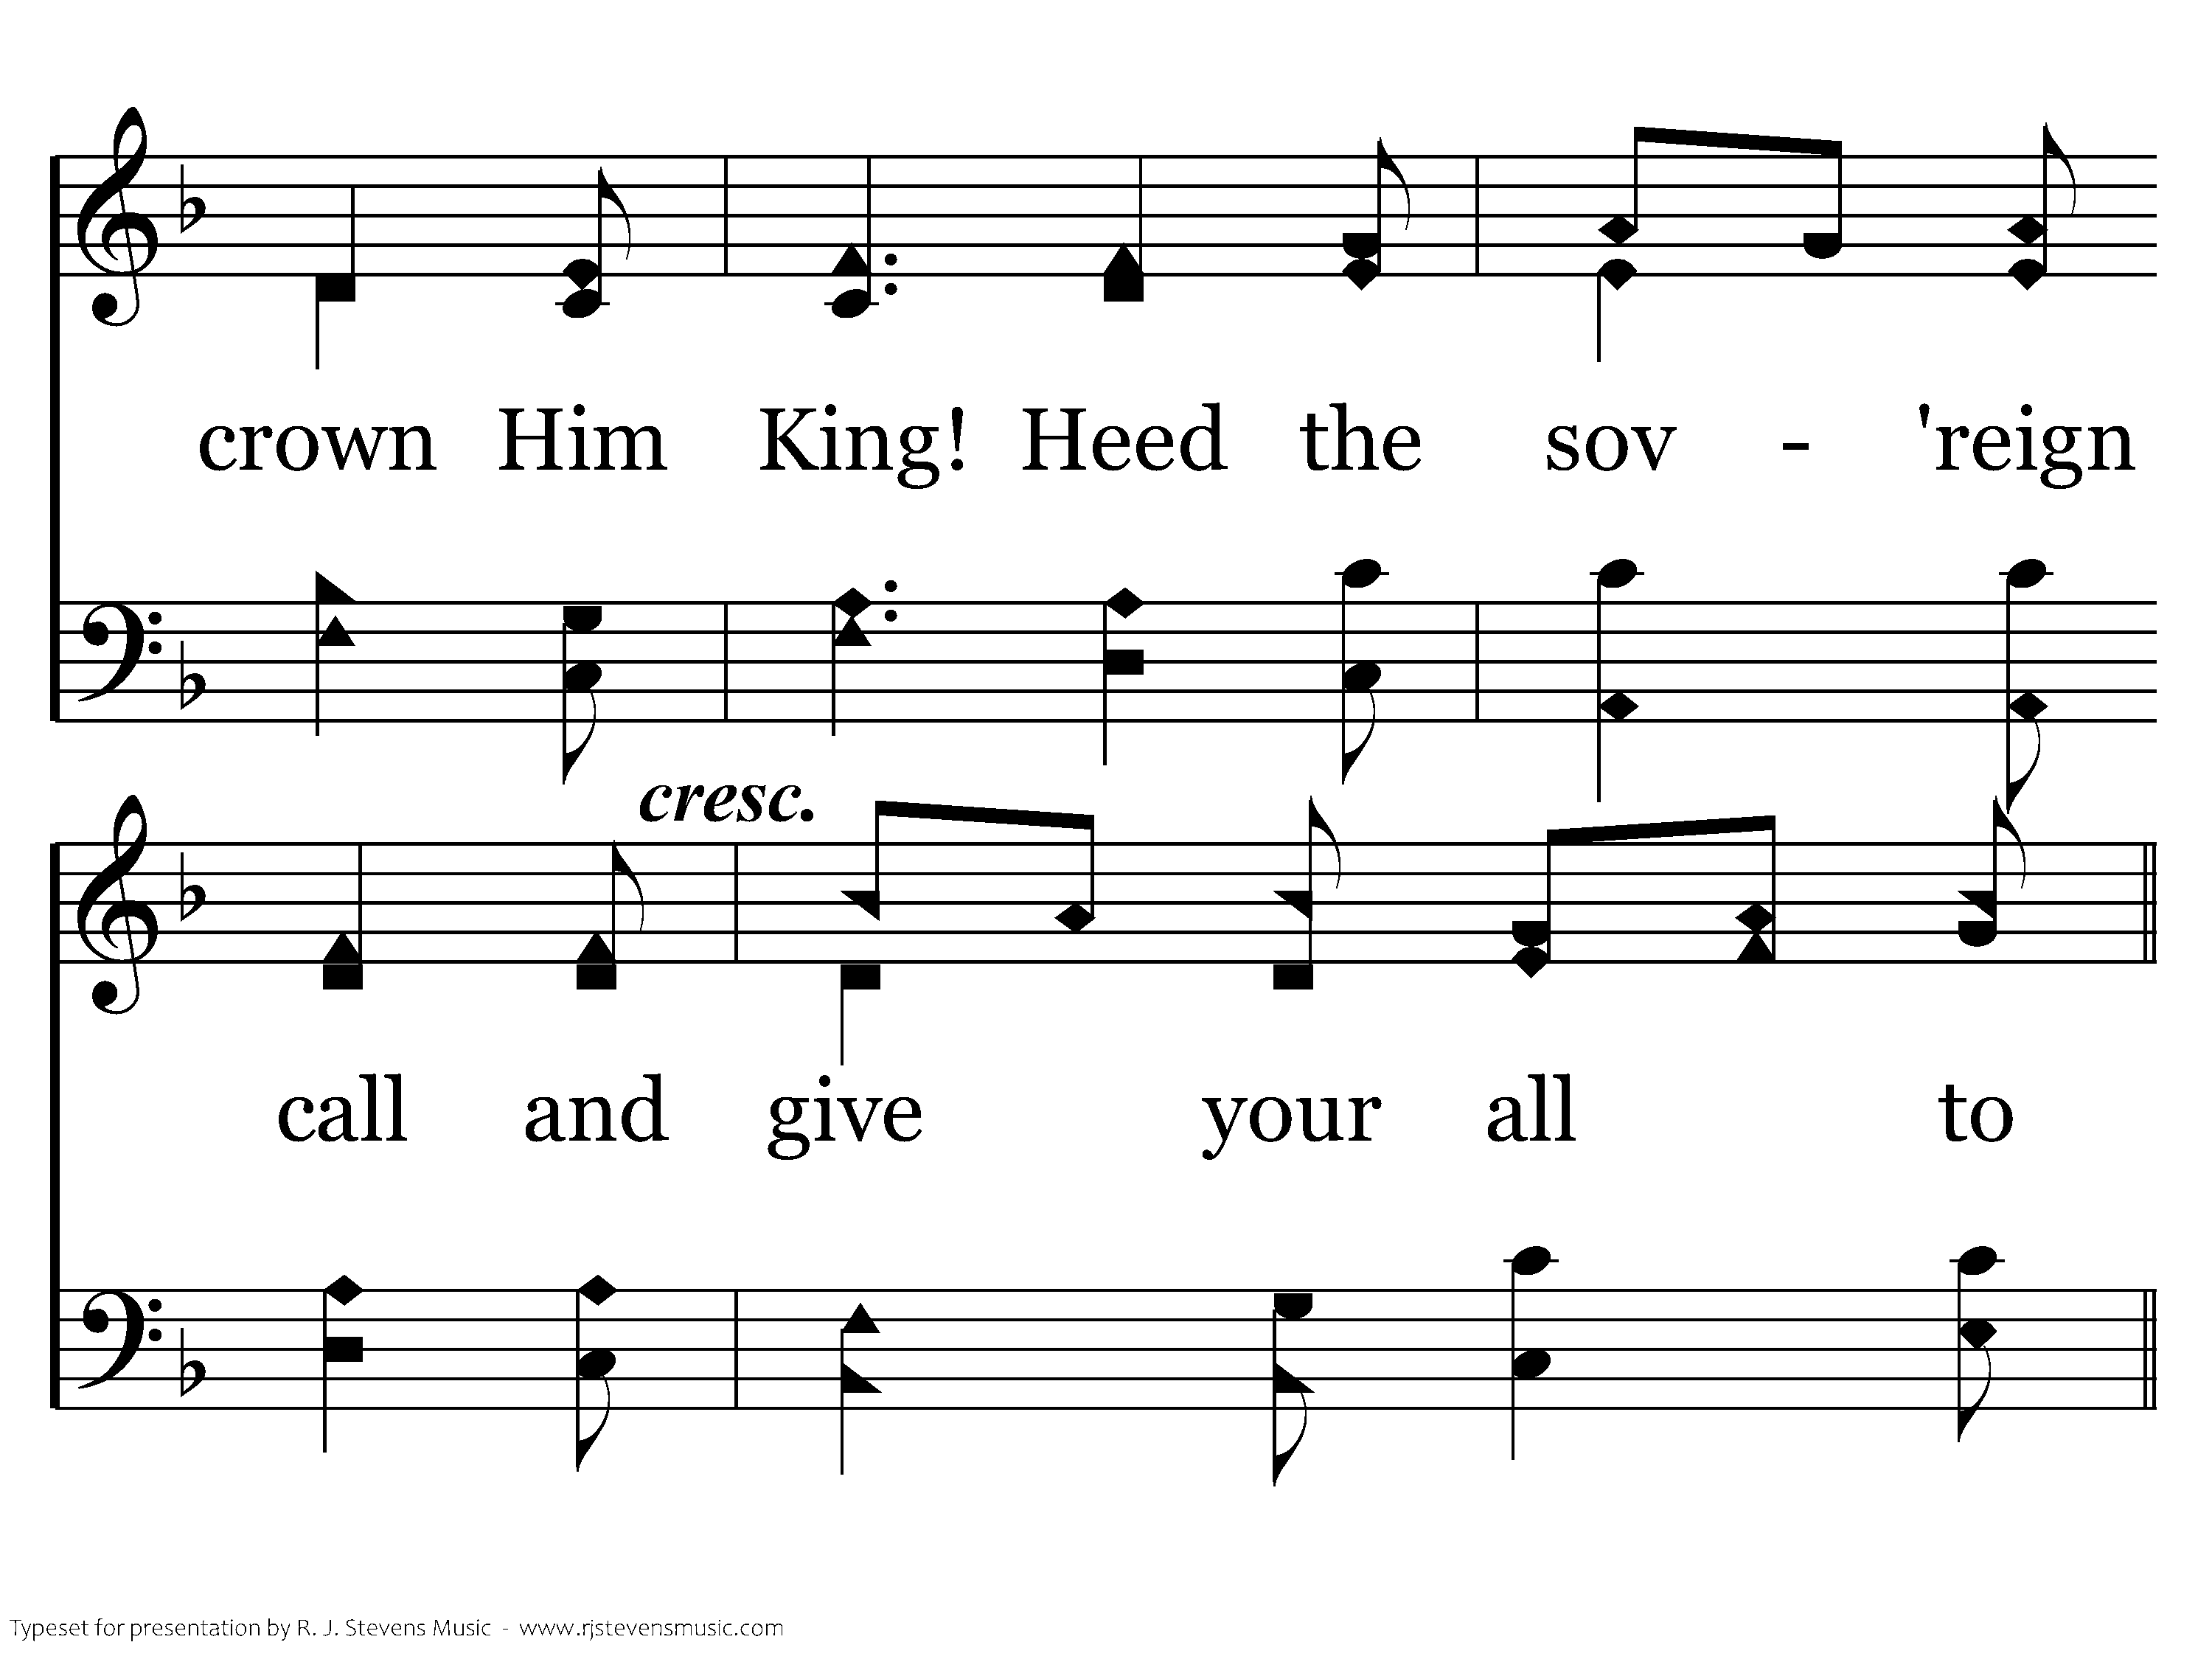 crown Him King! Heed the sov - 'reign
cresc.
call and give your all to
Typeset for presentation by R. J. Stevens Music - www.rjstevensmusic.com